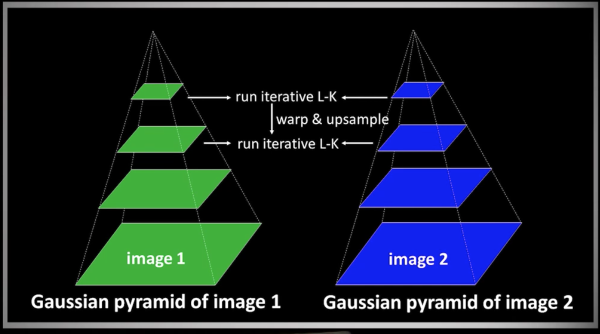 run iterative L-K
warp & upsample
run iterative L-K
image 1
image 2
Gaussian pyramid of image 1
Gaussian pyramid of image 2